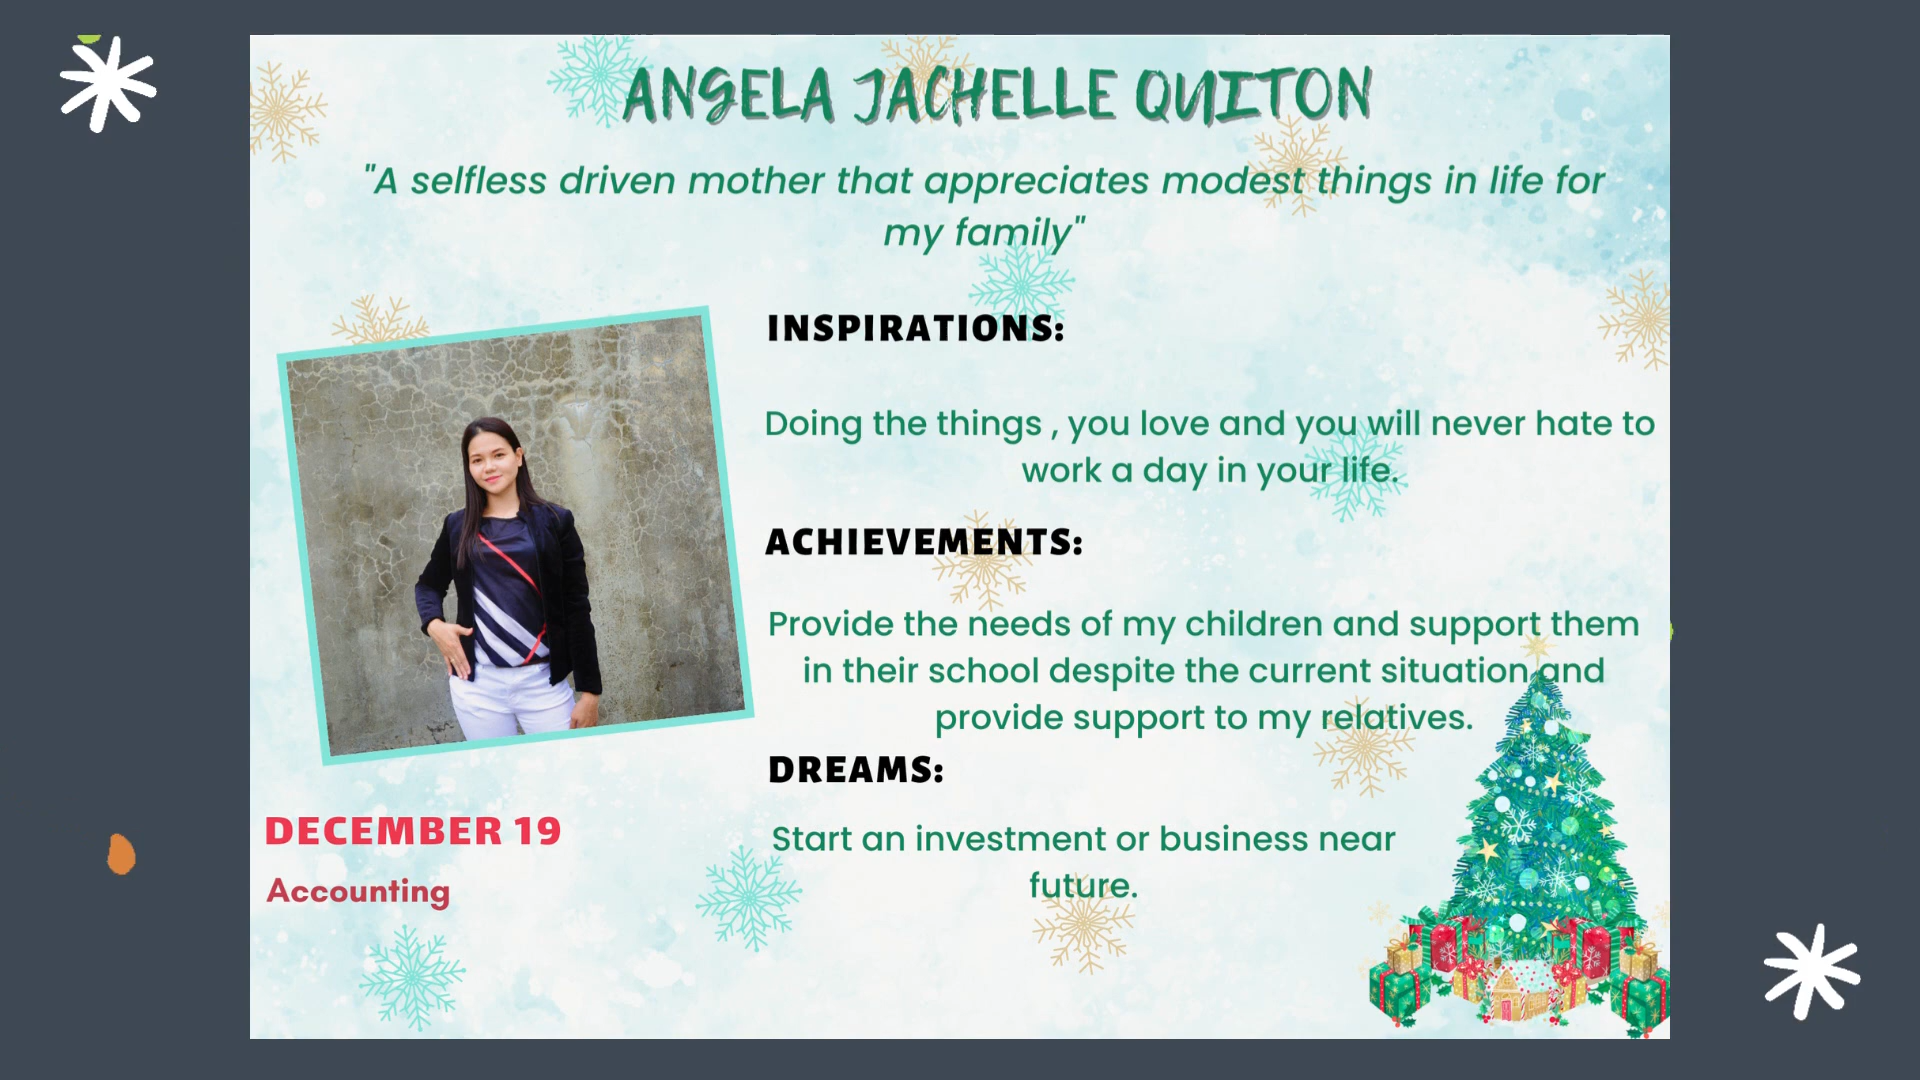 ANGELA JACHELLE QUITON
"A selfless driven mother that appreciates modest things in life for
my family"
INSPIRATIONS:
Doing the things , you love and you will never hate to
work a day in your life.
ACHIEVEMENTS:
Provide the needs of my children and support them
in their school despite the current situation and
provide support to my relatives.
DREAMS:
Start an investment or business near
future.
DECEMBER 19
Accounting